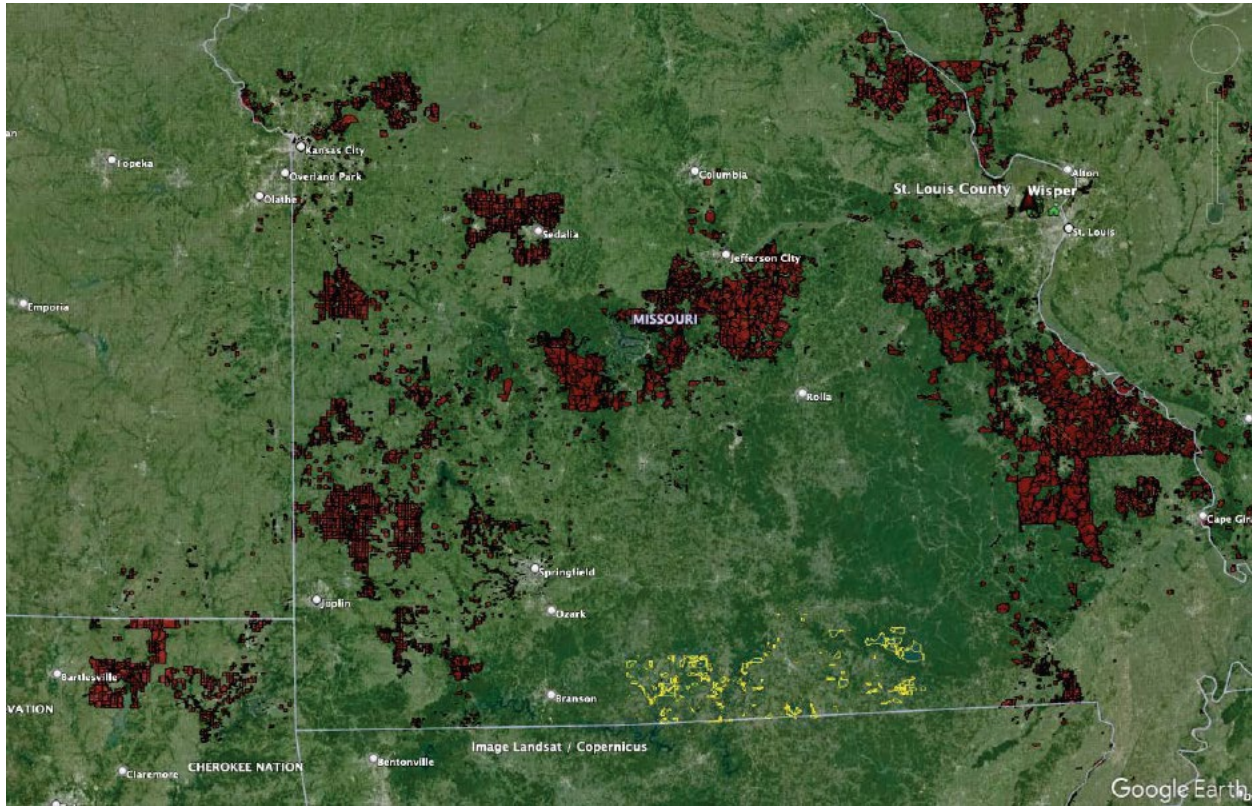 Kansas City
Topeka
Overland Park
Olathe
Columbia
Alton
St. Louis County
Wisper
St. Louis
Sedalia
Jefferson City
Emporia
MISSOURI
Rolla
Cape Gira
Springfield
Joplin
Ozark
Bartlesville
Branson
VATION
Image Landsat / Copernicus
Bentonville
CHEROKEE NATION
Claremore
Google Earth